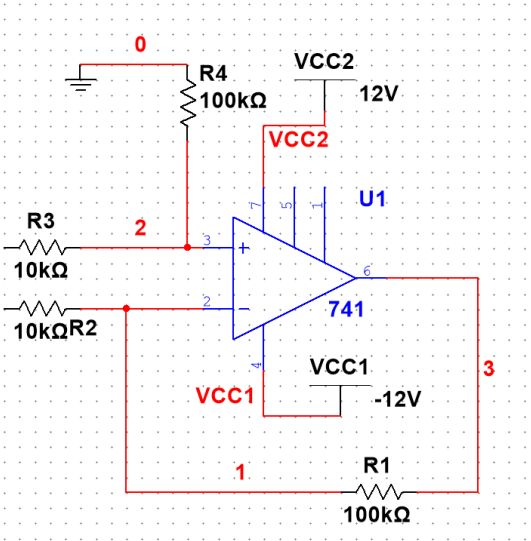 0
R4
100kΩ
VCC2
12V
VCC2
7
5
1
U1
R3
10kΩ
2
3
6
2
10kΩR2
741
4
VCC1
-12V
VCC1
3
1
R1
100kΩ